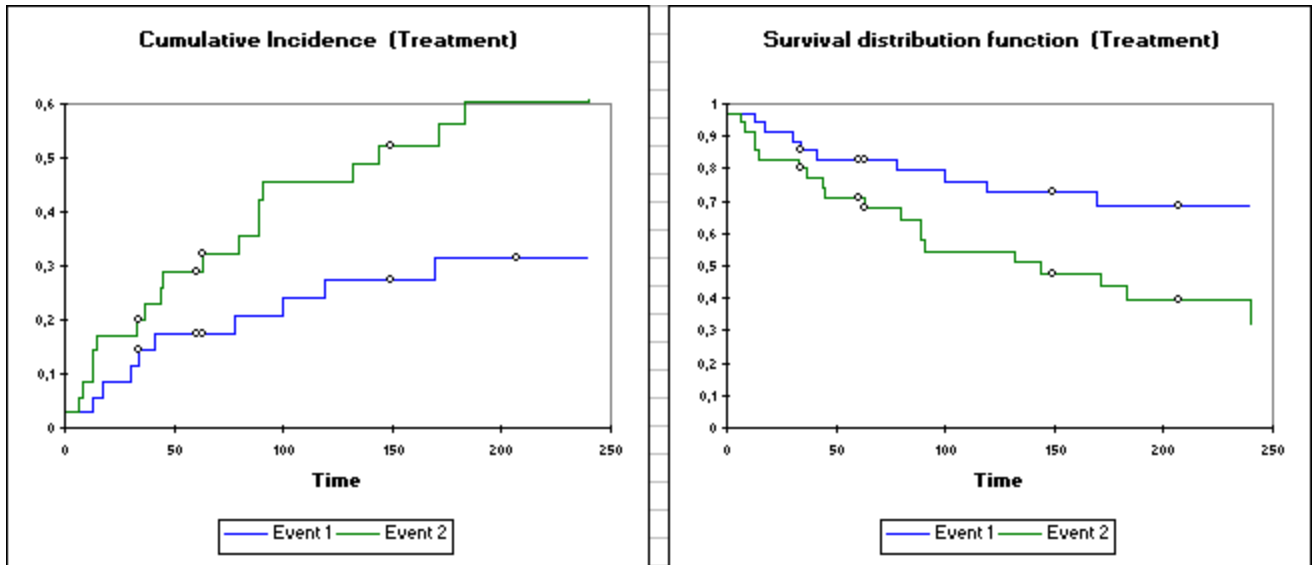 Cumulative Incidence (Treatment)
0,6
0,5
0,4
0,3
0,2
0,1
0
0 50 100 150 200 250
Time
Event 1 Event 2
Survival distribution function (Treatment)
1
0,9
0,8
0,7
0,6
0,5
0,4
0,3
0,2
0,1
0
0 50 100 150 200 250
Time
Event 1 Event 2